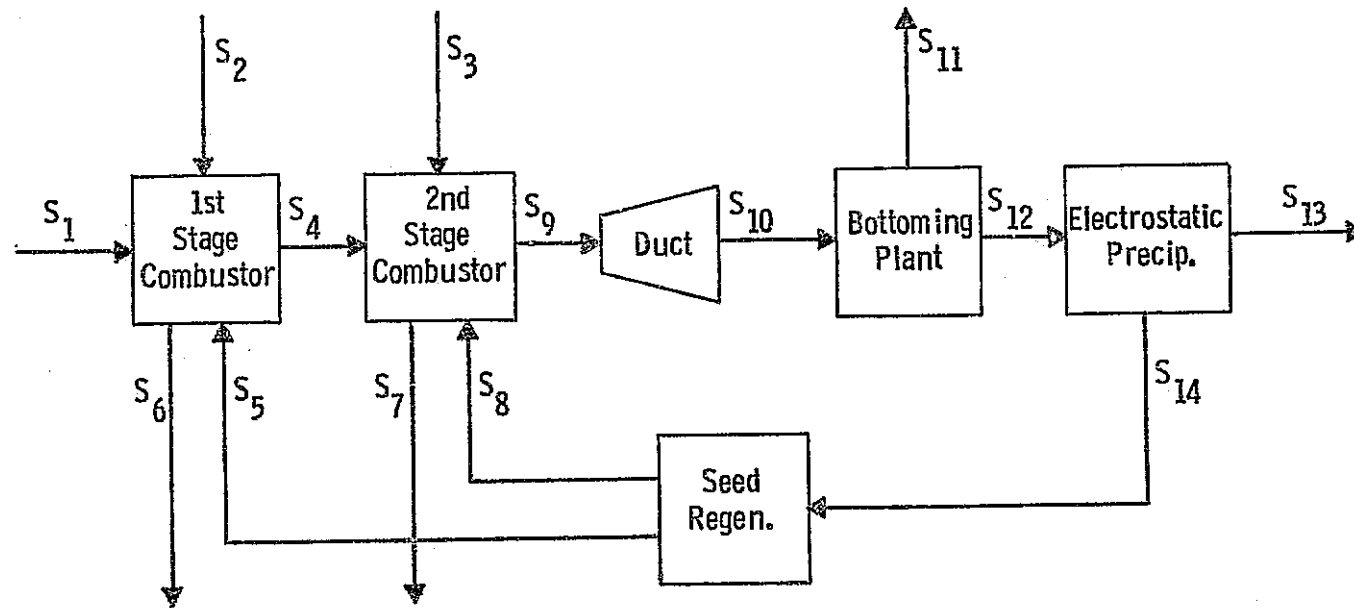 S2
S3
S11
S1
1st
Stage
Combustor
S4
2nd
Stage
Combustor
S9
Duct
S10
Bottoming
Plant
S12
Electrostatic
Precip.
S13
S6
S5
S7
S8
S14
Seed
Regen.